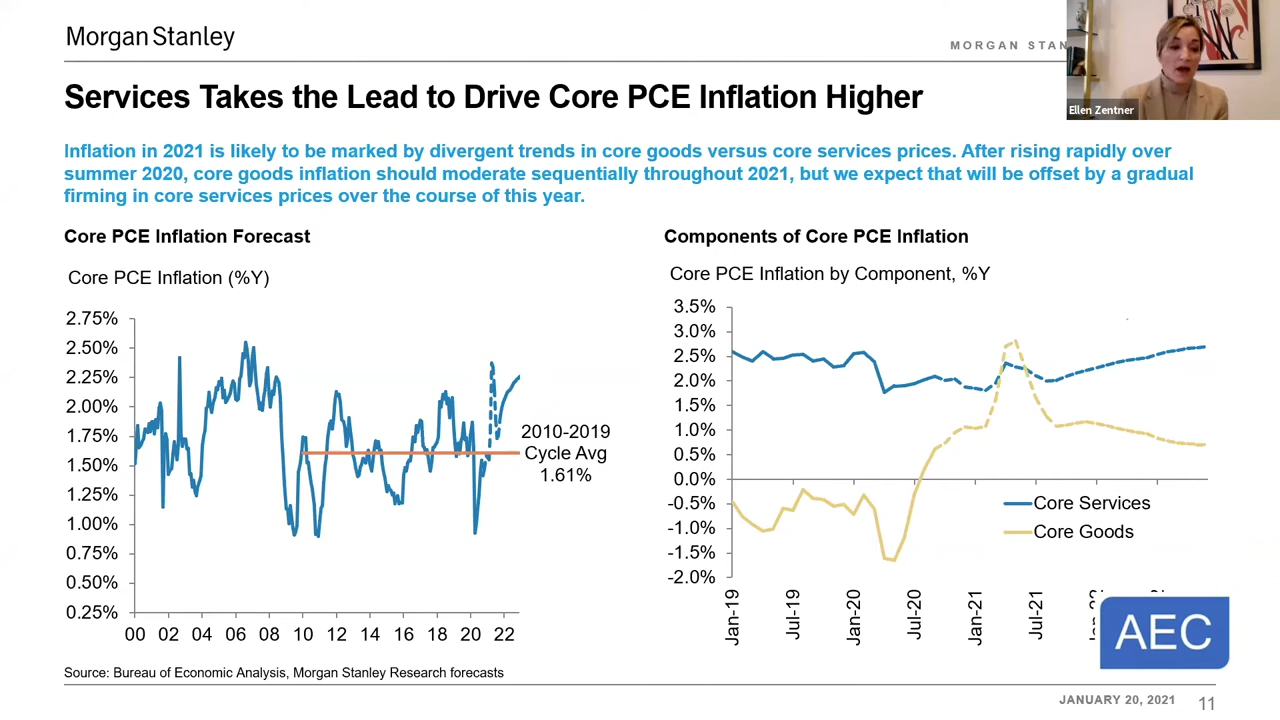 Morgan Stanley
MORGAN STAN
Ellen Zentner
Services Takes the Lead to Drive Core PCE Inflation Higher
Inflation in 2021 is likely to be marked by divergent trends in core goods versus core services prices. After rising rapidly over
summer 2020, core goods inflation should moderate sequentially throughout 2021, but we expect that will be offset by a gradual
firming in core services prices over the course of this year.
Core PCE Inflation Forecast
Core PCE Inflation (%Y)
2.75%
2.50%
2.25%
2.00%
1.75%
1.50%
1.25%
1.00%
0.75%
0.50%
0.25%
00 02 04 06 08 10 12 14 16 18 20 22
2010-2019
Cycle Avg
1.61%
Components of Core PCE Inflation
Core PCE Inflation by Component, %Y
3.5%
3.0%
2.5%
2.0%
1.5%
1.0%
0.5%
0.0%
-0.5%
-1.0%
-1.5%
-2.0%
Core Services
Core Goods
Jan-19 Jul-19 Jan-20 Jul-20 Jan-21 Jul-21
AEC
Source: Bureau of Economic Analysis, Morgan Stanley Research forecasts
JANUARY 20, 2021 11